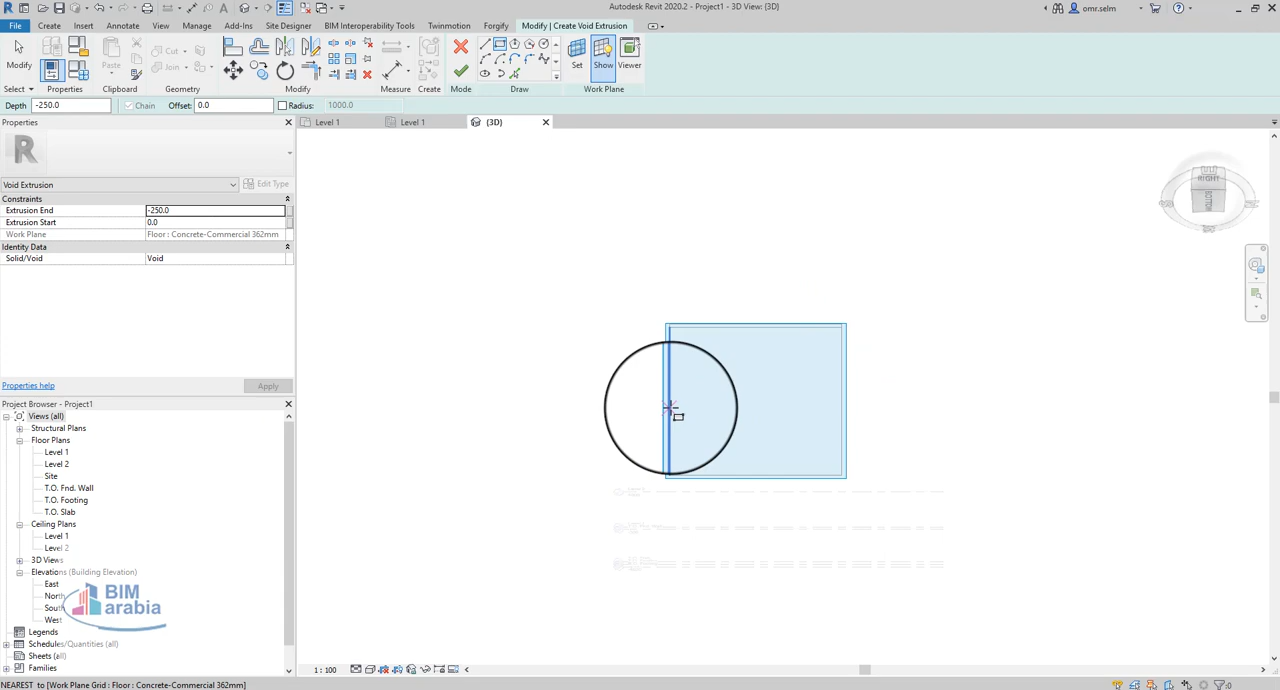 Autodesk Revit 2020.2 - Project1 - 3D View: {3D}
omr.selm
File Create Insert Annotate View Manage Add-Ins Site Designer BIM Interoperability Tools Twinmotion Forgify Modify | Create Void Extrusion
Modify Paste Cut Join Set Show Viewer
Select Properties Clipboard Geometry Modify Measure Create Mode Draw Work Plane
Depth -250.0 Chain Offset: 0.0 Radius: 1000.0
Properties
Level 1 Level 1 {3D}
Void Extrusion Edit Type
Constraints
Extrusion End -250.0
Extrusion Start 0.0
Work Plane Floor : Concrete-Commercial 362mm
Identity Data
Solid/Void Void
Properties help Apply
Project Browser - Project1
Views (all)
Structural Plans
Floor Plans
Level 1
Level 2
Site
T.O. Fnd. Wall
T.O. Footing
T.O. Slab
Ceiling Plans
Level 1
Level 2
3D Views
Elevations (Building Elevation)
East
North
South
West
Legends
Schedules/Quantities (all)
Sheets (all)
Families
BIM
arabia
RIGHT
BOTTOM
1 : 100
NEAREST to [Work Plane Grid : Floor : Concrete-Commercial 362mm]
:0